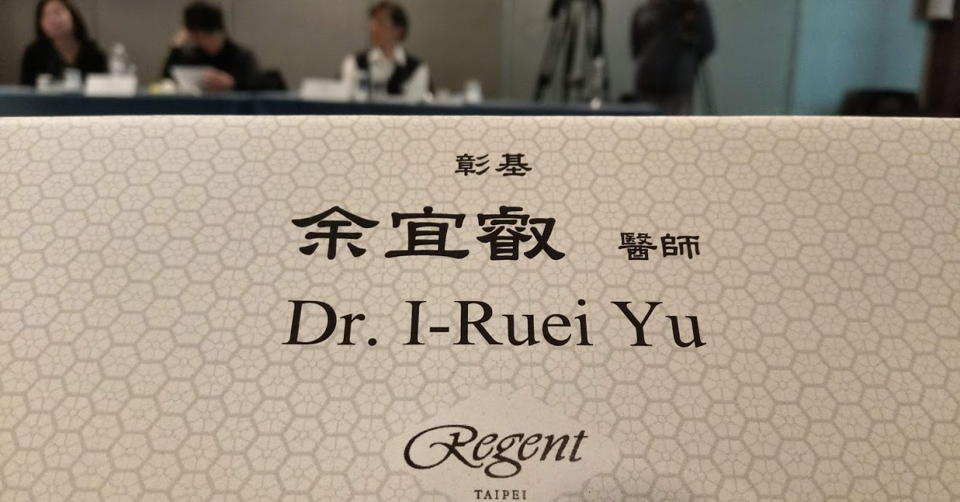 彰基
余宜叡 醫師
Dr. I-Ruei Yu
Regent
TAIPEI